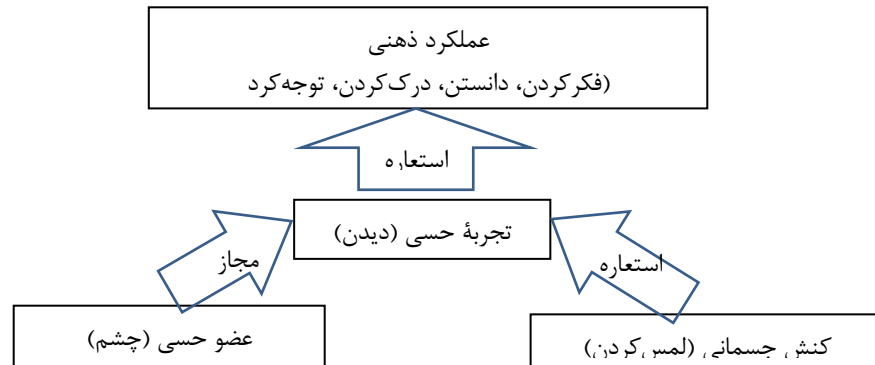 عملکرد ذهنی
(فکرکردن، دانستن، درک‌کردن، توجه‌کرد
استعاره
تجربهٔ حسی (دیدن)
مجاز
استعاره
عضو حسی (چشم)
کنش جسمانی (لمس‌کردن)